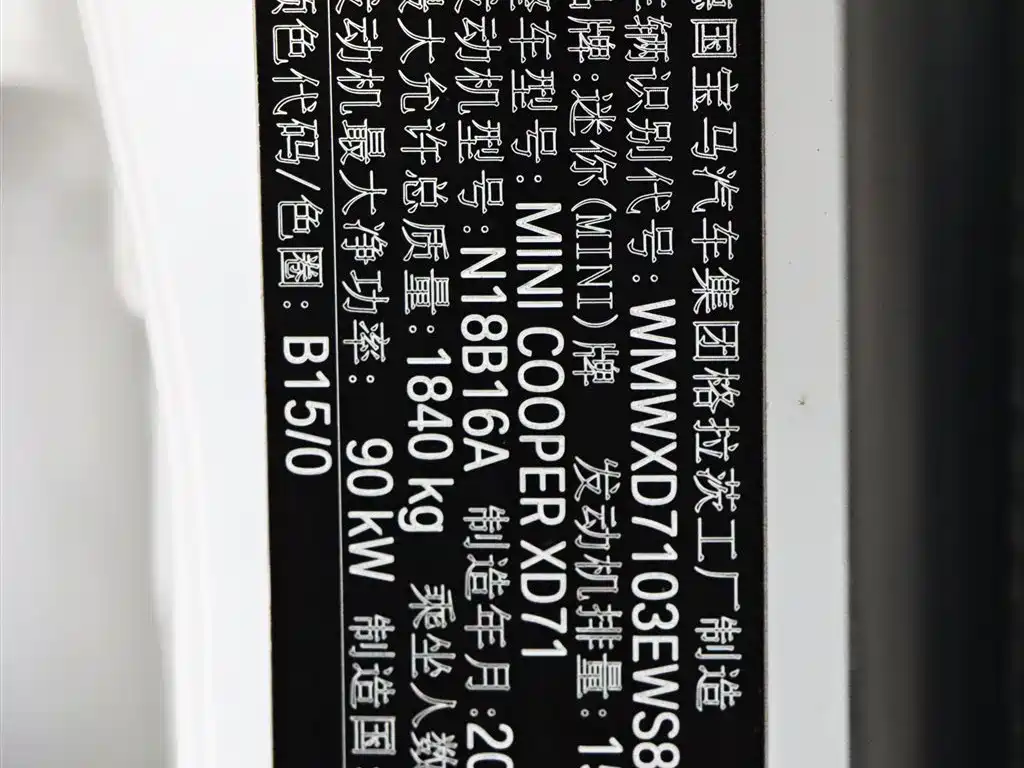 德国宝马汽车集团格拉茨工厂 制造
车辆识别代号: WMWXD7103EWS8
品牌:迷你(MINI)牌 发动机排量: 15
整车型号: MINI COOPER XD71
发动机型号: N18B16A 制造年月:20
最大允许总质量: 1840 kg 乘坐人数
发动机最大净功率: 90 kW 制造国
颜色代码/色圈: B15/0